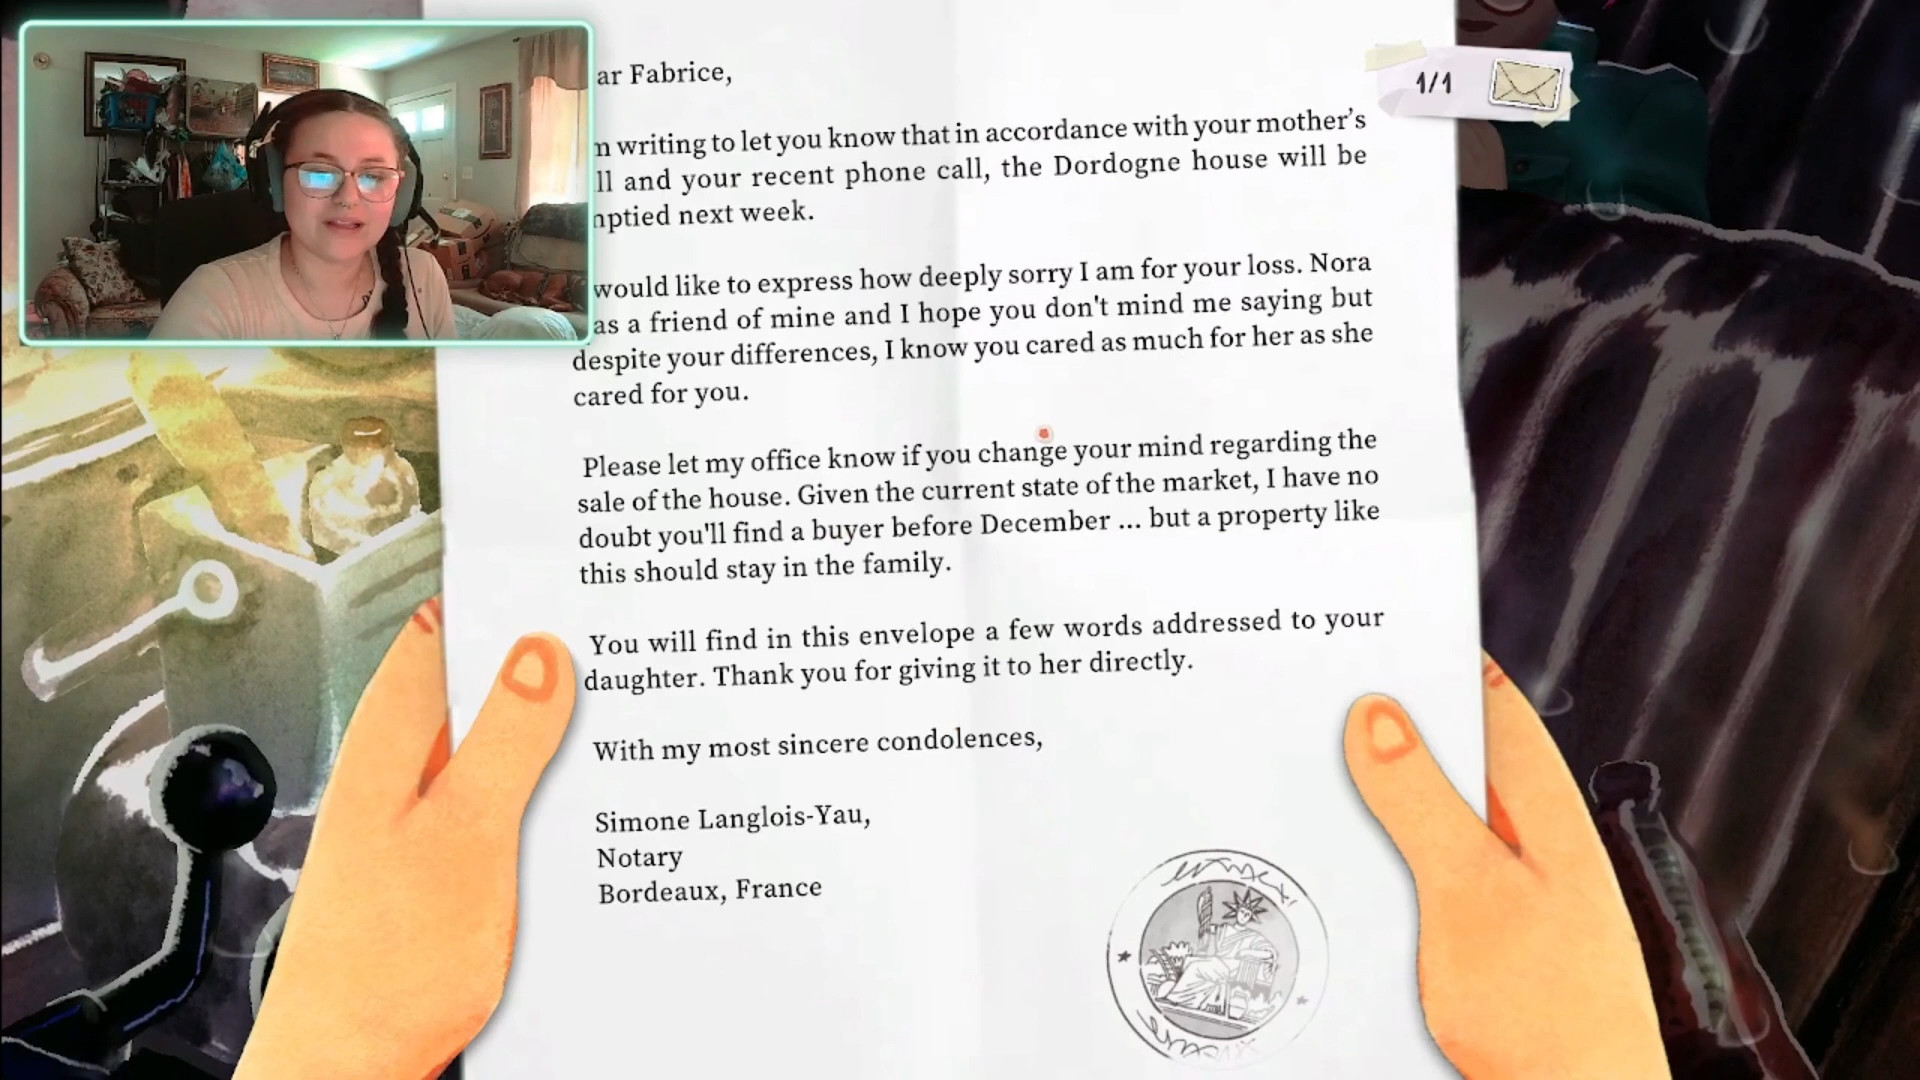 ar Fabrice,
writing to let you know that in accordance with your mother's
ll and your recent phone call, the Dordogne house will be
mptied next week.
would like to express how deeply sorry I am for your loss. Nora
as a friend of mine and I hope you don't mind me saying but
despite your differences, I know you cared as much for her as she
cared for you.
Please let my office know if you change your mind regarding the
sale of the house. Given the current state of the market, I have no
doubt you'll find a buyer before December ... but a property like
this should stay in the family.
You will find in this envelope a few words addressed to your
daughter. Thank you for giving it to her directly.
With my most sincere condolences,
Simone Langlois-Yau,
Notary
Bordeaux, France
1/1